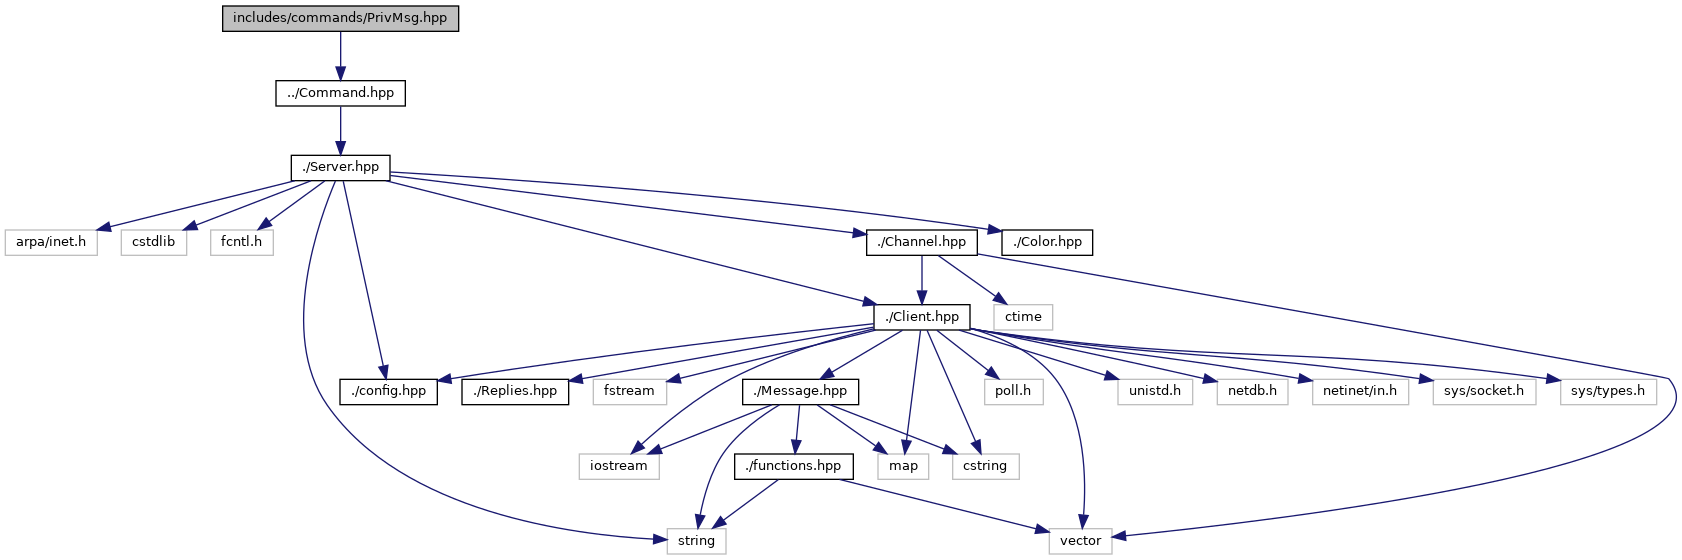 includes/commands/PrivMsg.hpp
../Command.hpp
./Server.hpp
arpa/inet.h
cstdlib
fcntl.h
./Channel.hpp
./Color.hpp
./Client.hpp
ctime
./config.hpp
./Replies.hpp
fstream
./Message.hpp
poll.h
unistd.h
netdb.h
netinet/in.h
sys/socket.h
sys/types.h
iostream
./functions.hpp
map
cstring
string
vector